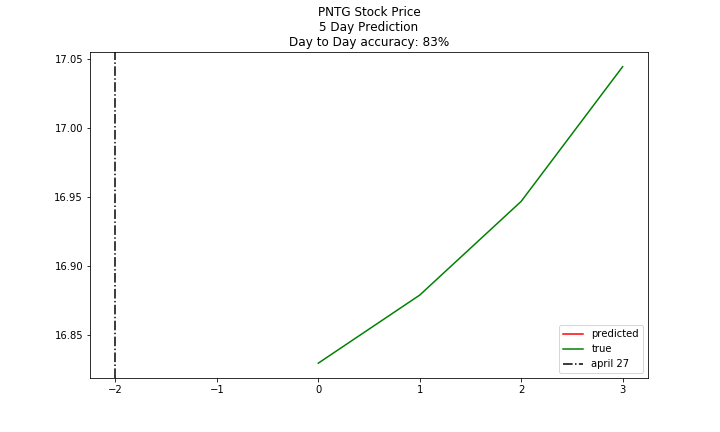 PNTG Stock Price
5 Day Prediction
Day to Day accuracy: 83%
17.05
17.00
16.95
16.90
16.85
predicted
true
april 27
−2
−1
0
1
2
3